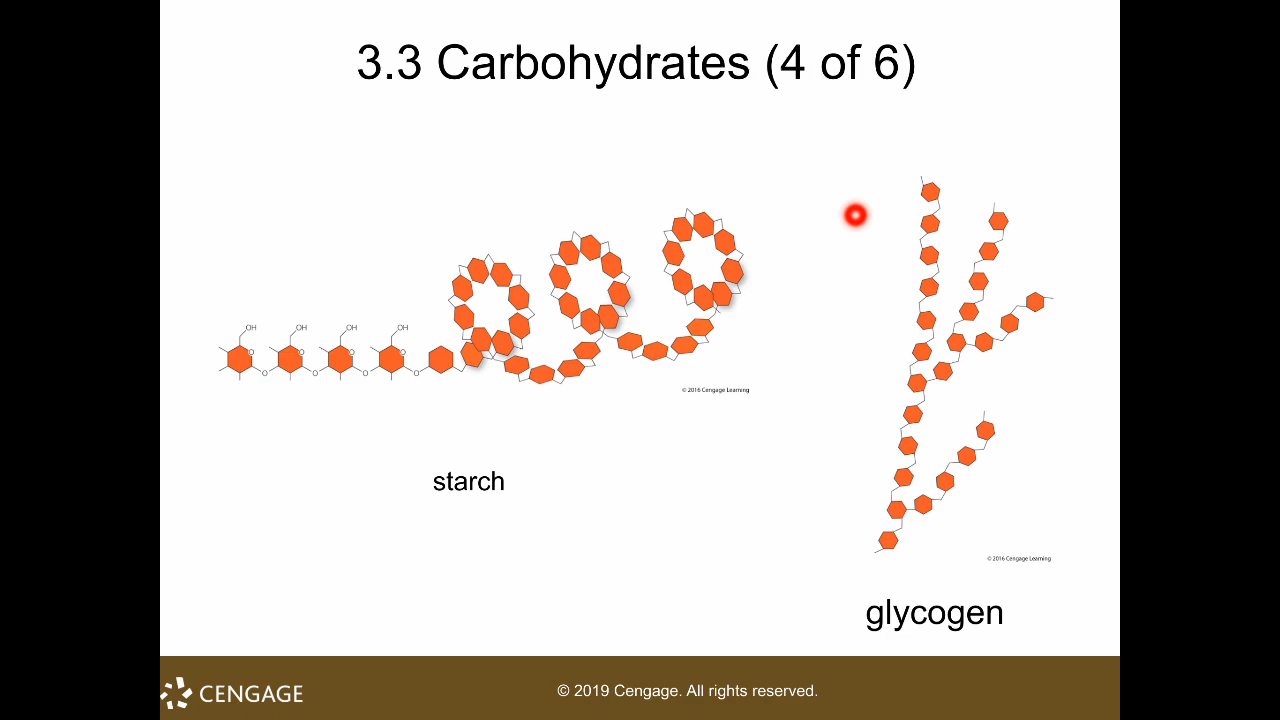 3.3 Carbohydrates (4 of 6)
OH OH OH OH
O O O O
O O O O
© 2016 Cengage Learning
starch
© 2016 Cengage Learning
glycogen
CENGAGE
© 2019 Cengage. All rights reserved.